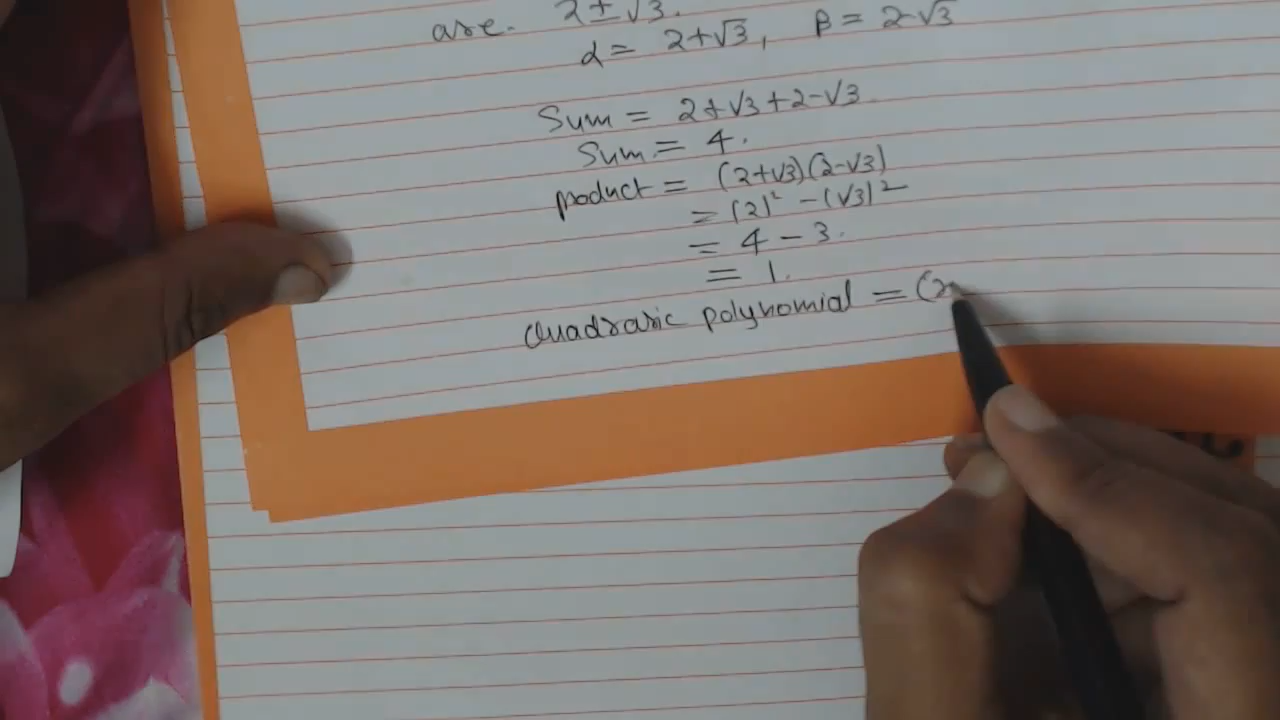 are. 2±√3.
α = 2+√3, β = 2-√3
Sum = 2+√3+2-√3
Sum = 4.
product = (2+√3)(2-√3)
= (2)² - (√3)²
= 4 - 3.
= 1.
Quadraric polynomial = (x